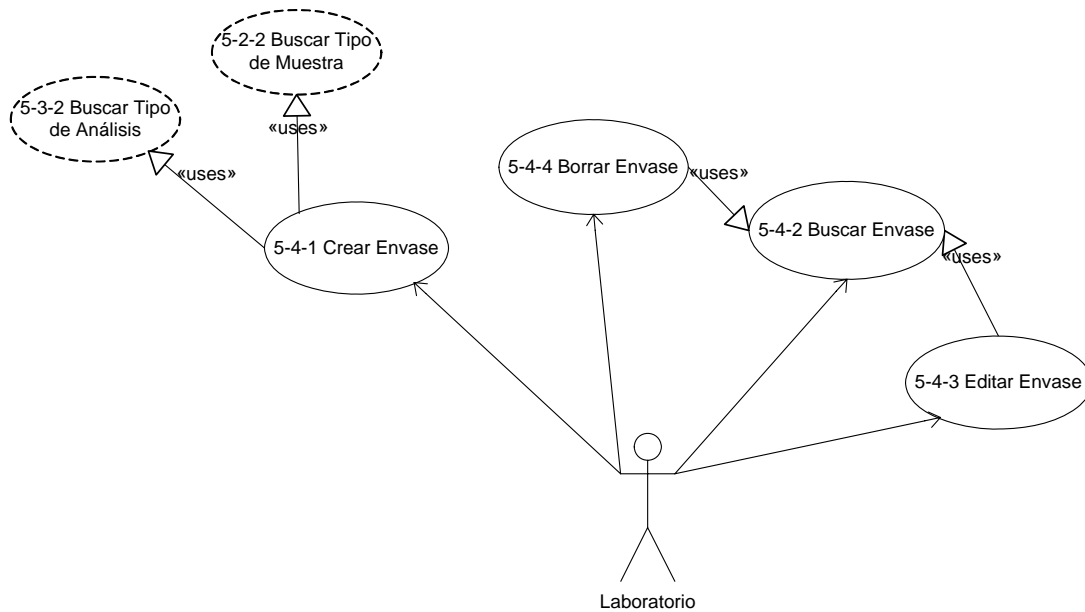 5-2-2 Buscar Tipo
de Muestra
«uses»
5-3-2 Buscar Tipo
de Análisis
«uses»
5-4-1 Crear Envase
5-4-4 Borrar Envase
«uses»
5-4-2 Buscar Envase
«uses»
5-4-3 Editar Envase
Laboratorio